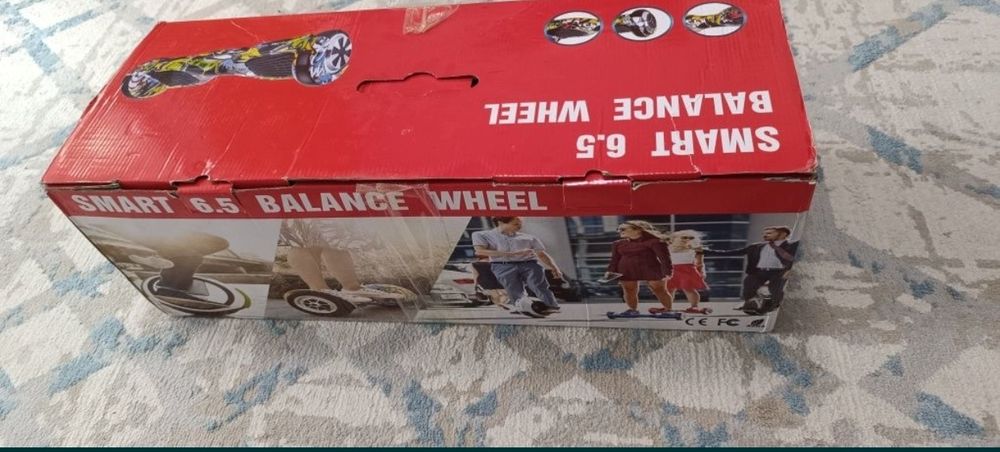 SMART 6.5
BALANCE WHEEL
SMART 6.5 BALANCE WHEEL
CE FC